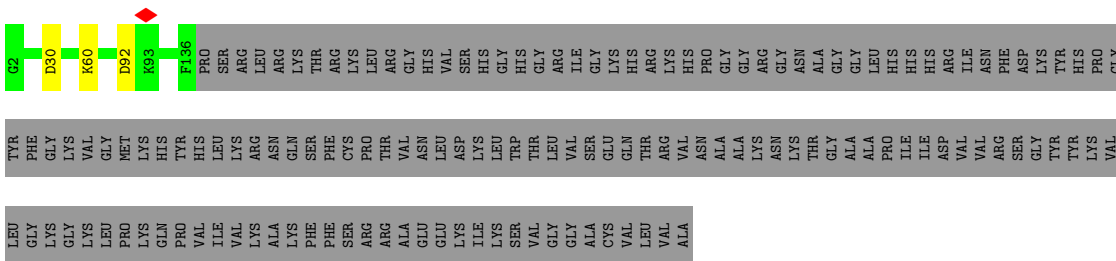 G2 D30 K60 D92 K93 F136 PRO SER ARG LEU ARG LYS THR ARG LYS LEU ARG GLY HIS VAL SER HIS GLY HIS GLY ARG ILE GLY LYS HIS ARG LYS HIS PRO GLY GLY ARG GLY ASN ALA GLY GLY LEU HIS HIS HIS ARG ILE ASN PHE ASP LYS TYR HIS PRO GLY
TYR PHE GLY LYS VAL GLY MET LYS HIS TYR HIS LEU LYS ARG ASN GLN SER PHE CYS PRO THR VAL ASN LEU ASP LYS LEU TRP THR LEU VAL SER GLU GLN THR ARG VAL ASN ALA ALA LYS ASN LYS THR GLY ALA ALA PRO ILE ILE ASP VAL VAL ARG SER GLY TYR TYR LYS VAL
LEU GLY LYS GLY LYS LEU PRO LYS GLN PRO VAL ILE VAL LYS ALA LYS PHE PHE SER ARG ARG ALA GLU GLU LYS ILE LYS SER VAL GLY GLY ALA CYS VAL LEU VAL ALA